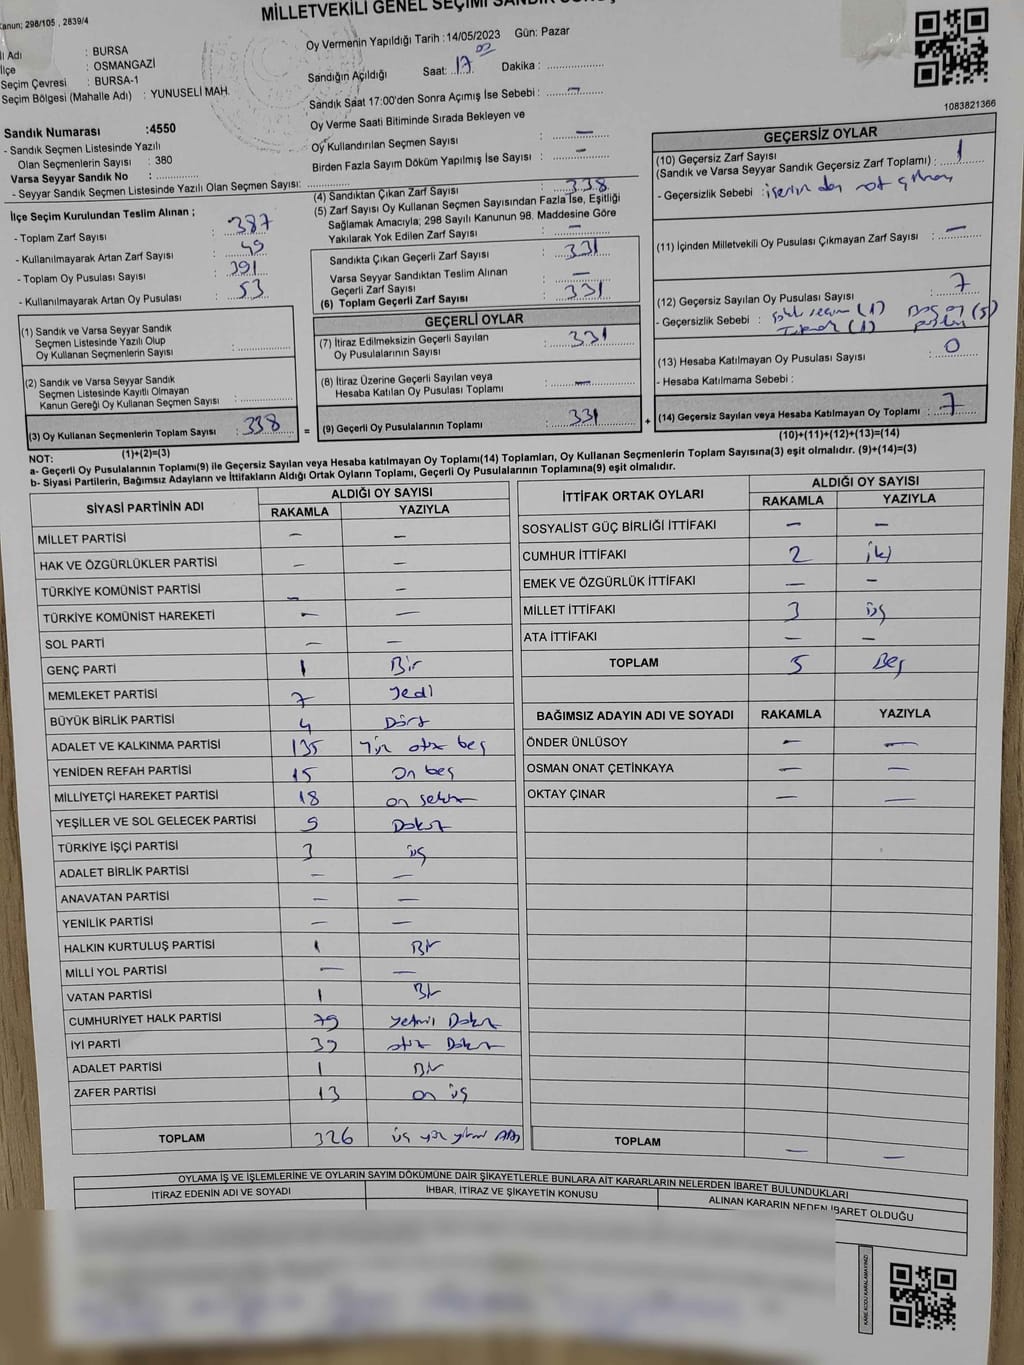 Kanun; 298/105 , 2839/4
MİLLETVEKİLİ GENEL SEÇİMİ SANDIK
İl Adı : BURSA
İlçe : OSMANGAZİ
Seçim Çevresi : BURSA-1
Seçim Bölgesi (Mahalle Adı) : YUNUSELİ MAH.
Oy Vermenin Yapıldığı Tarih :14/05/2023 Gün: Pazar
Sandığın Açıldığı Saat: 17 00 Dakika : ..............
Sandık Saat 17:00'den Sonra Açımış İse Sebebi : —
Oy Verme Saati Bitiminde Sırada Bekleyen ve
Oy Kullandırılan Seçmen Sayısı : —
Birden Fazla Sayım Döküm Yapılmış İse Sayısı : —
1083821366
Sandık Numarası :4550
- Sandık Seçmen Listesinde Yazılı
Olan Seçmenlerin Sayısı : 380
Varsa Seyyar Sandık No : ..............
- Seyyar Sandık Seçmen Listesinde Yazılı Olan Seçmen Sayısı: ..............
İlçe Seçim Kurulundan Teslim Alınan ;
- Toplam Zarf Sayısı : 387
- Kullanılmayarak Artan Zarf Sayısı : 49
- Toplam Oy Pusulası Sayısı : 391
- Kullanılmayarak Artan Oy Pusulası : 53
(1) Sandık ve Varsa Seyyar Sandık
Seçmen Listesinde Yazılı Olup
Oy Kullanan Seçmenlerin Sayısı : ..............
(2) Sandık ve Varsa Seyyar Sandık
Seçmen Listesinde Kayıtlı Olmayan
Kanun Gereği Oy Kullanan Seçmen Sayısı : ..............
(3) Oy Kullanan Seçmenlerin Toplam Sayısı : 338
(1)+(2)=(3)
(4) Sandıktan Çıkan Zarf Sayısı : 338
(5) Zarf Sayısı Oy Kullanan Seçmen Sayısından Fazla İse, Eşitliği
Sağlamak Amacıyla; 298 Sayılı Kanunun 98. Maddesine Göre
Yakılarak Yok Edilen Zarf Sayısı : —
Sandıkta Çıkan Geçerli Zarf Sayısı : 331
Varsa Seyyar Sandıktan Teslim Alınan
Geçerli Zarf Sayısı : —
(6) Toplam Geçerli Zarf Sayısı : 331
GEÇERLİ OYLAR
(7) İtiraz Edilmeksizin Geçerli Sayılan
Oy Pusulalarının Sayısı : 331
(8) İtiraz Üzerine Geçerli Sayılan veya
Hesaba Katılan Oy Pusulası Toplamı : —
= (9) Geçerli Oy Pusulalarının Toplamı : 331 +
GEÇERSİZ OYLAR
(10) Geçersiz Zarf Sayısı
(Sandık ve Varsa Seyyar Sandık Geçersiz Zarf Toplamı) : 1
- Geçersizlik Sebebi :
(11) İçinden Milletvekili Oy Pusulası Çıkmayan Zarf Sayısı : —
(12) Geçersiz Sayılan Oy Pusulası Sayısı : 7
- Geçersizlik Sebebi : (1) (5)
(1)
(13) Hesaba Katılmayan Oy Pusulası Sayısı : 0
- Hesaba Katılmama Sebebi :
(14) Geçersiz Sayılan veya Hesaba Katılmayan Oy Toplamı : 7
(10)+(11)+(12)+(13)=(14)
NOT:
a- Geçerli Oy Pusulalarının Toplamı(9) ile Geçersiz Sayılan veya Hesaba katılmayan Oy Toplamı(14) Toplamları, Oy Kullanan Seçmenlerin Toplam Sayısına(3) eşit olmalıdır. (9)+(14)=(3)
b- Siyasi Partilerin, Bağımsız Adayların ve İttifakların Aldığı Ortak Oyların Toplamı, Geçerli Oy Pusulalarının Toplamına(9) eşit olmalıdır.
SİYASİ PARTİNİN ADI
ALDIĞI OY SAYISI
RAKAMLA YAZIYLA
MİLLET PARTİSİ — —
HAK VE ÖZGÜRLÜKLER PARTİSİ — —
TÜRKİYE KOMÜNİST PARTİSİ — —
TÜRKİYE KOMÜNİST HAREKETİ — —
SOL PARTİ — —
GENÇ PARTİ 1 Bir
MEMLEKET PARTİSİ 7 Yedi
BÜYÜK BİRLİK PARTİSİ 4 Dört
ADALET VE KALKINMA PARTİSİ 135 Yüz otuz beş
YENİDEN REFAH PARTİSİ 15 On beş
MİLLİYETÇİ HAREKET PARTİSİ 18 on sekiz
YEŞİLLER VE SOL GELECEK PARTİSİ 9 Dokuz
TÜRKİYE İŞÇİ PARTİSİ 3 üç
ADALET BİRLİK PARTİSİ — —
ANAVATAN PARTİSİ — —
YENİLİK PARTİSİ — —
HALKIN KURTULUŞ PARTİSİ 1 Bir
MİLLİ YOL PARTİSİ — —
VATAN PARTİSİ 1 Bir
CUMHURİYET HALK PARTİSİ 79 yetmiş Dokuz
İYİ PARTİ 39 otuz Dokuz
ADALET PARTİSİ 1 Bir
ZAFER PARTİSİ 13 on üç
TOPLAM 326 üç yüz yirmi Altı
İTTİFAK ORTAK OYLARI
ALDIĞI OY SAYISI
RAKAMLA YAZIYLA
SOSYALİST GÜÇ BİRLİĞİ İTTİFAKI — —
CUMHUR İTTİFAKI 2 iki
EMEK VE ÖZGÜRLÜK İTTİFAKI — —
MİLLET İTTİFAKI 3 üç
ATA İTTİFAKI — —
TOPLAM 5 Beş
BAĞIMSIZ ADAYIN ADI VE SOYADI RAKAMLA YAZIYLA
ÖNDER ÜNLÜSOY — —
OSMAN ONAT ÇETİNKAYA — —
OKTAY ÇINAR — —
TOPLAM — —
OYLAMA İŞ VE İŞLEMLERİNE VE OYLARIN SAYIM DÖKÜMÜNE DAİR ŞİKAYETLERLE BUNLARA AİT KARARLARIN NELERDEN İBARET BULUNDUKLARI
İTİRAZ EDENİN ADI VE SOYADI
İHBAR, İTİRAZ VE ŞİKAYETİN KONUSU
ALINAN KARARIN NEDEN İBARET OLDUĞU
KARE KODU KARALAMAYINIZ!